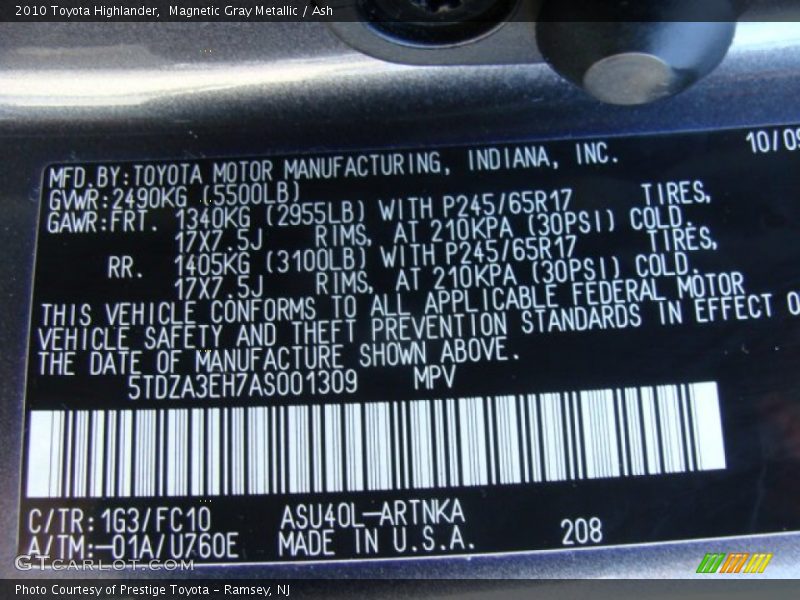 2010 Toyota Highlander,  Magnetic Gray Metallic / Ash
10/09
MFD.BY:TOYOTA MOTOR MANUFACTURING, INDIANA, INC.
GVWR:2490KG (5500LB)
GAWR:FRT. 1340KG (2955LB) WITH P245/65R17 TIRES,
17X7.5J RIMS, AT 210KPA (30PSI) COLD.
RR. 1405KG (3100LB) WITH P245/65R17 TIRES,
17X7.5J RIMS, AT 210KPA (30PSI) COLD.
THIS VEHICLE CONFORMS TO ALL APPLICABLE FEDERAL MOTOR
VEHICLE SAFETY AND THEFT PREVENTION STANDARDS IN EFFECT O
THE DATE OF MANUFACTURE SHOWN ABOVE.
5TDZA3EH7AS001309 MPV
C/TR:1G3/FC10 ASU40L-ARTNKA
A/TM:-01A/U760E MADE IN U.S.A. 208
GTCARLOT.COM
Photo Courtesy of Prestige Toyota - Ramsey, NJ